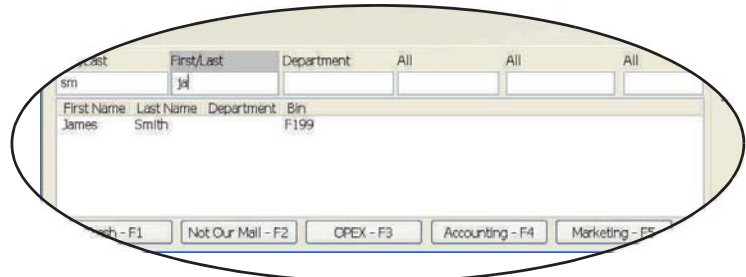 First/Last Department All All All
sm ja
First Name Last Name Department Bin
James Smith F199
Not Our Mail - F2 OPEX - F3 Accounting - F4 Marketing - F5